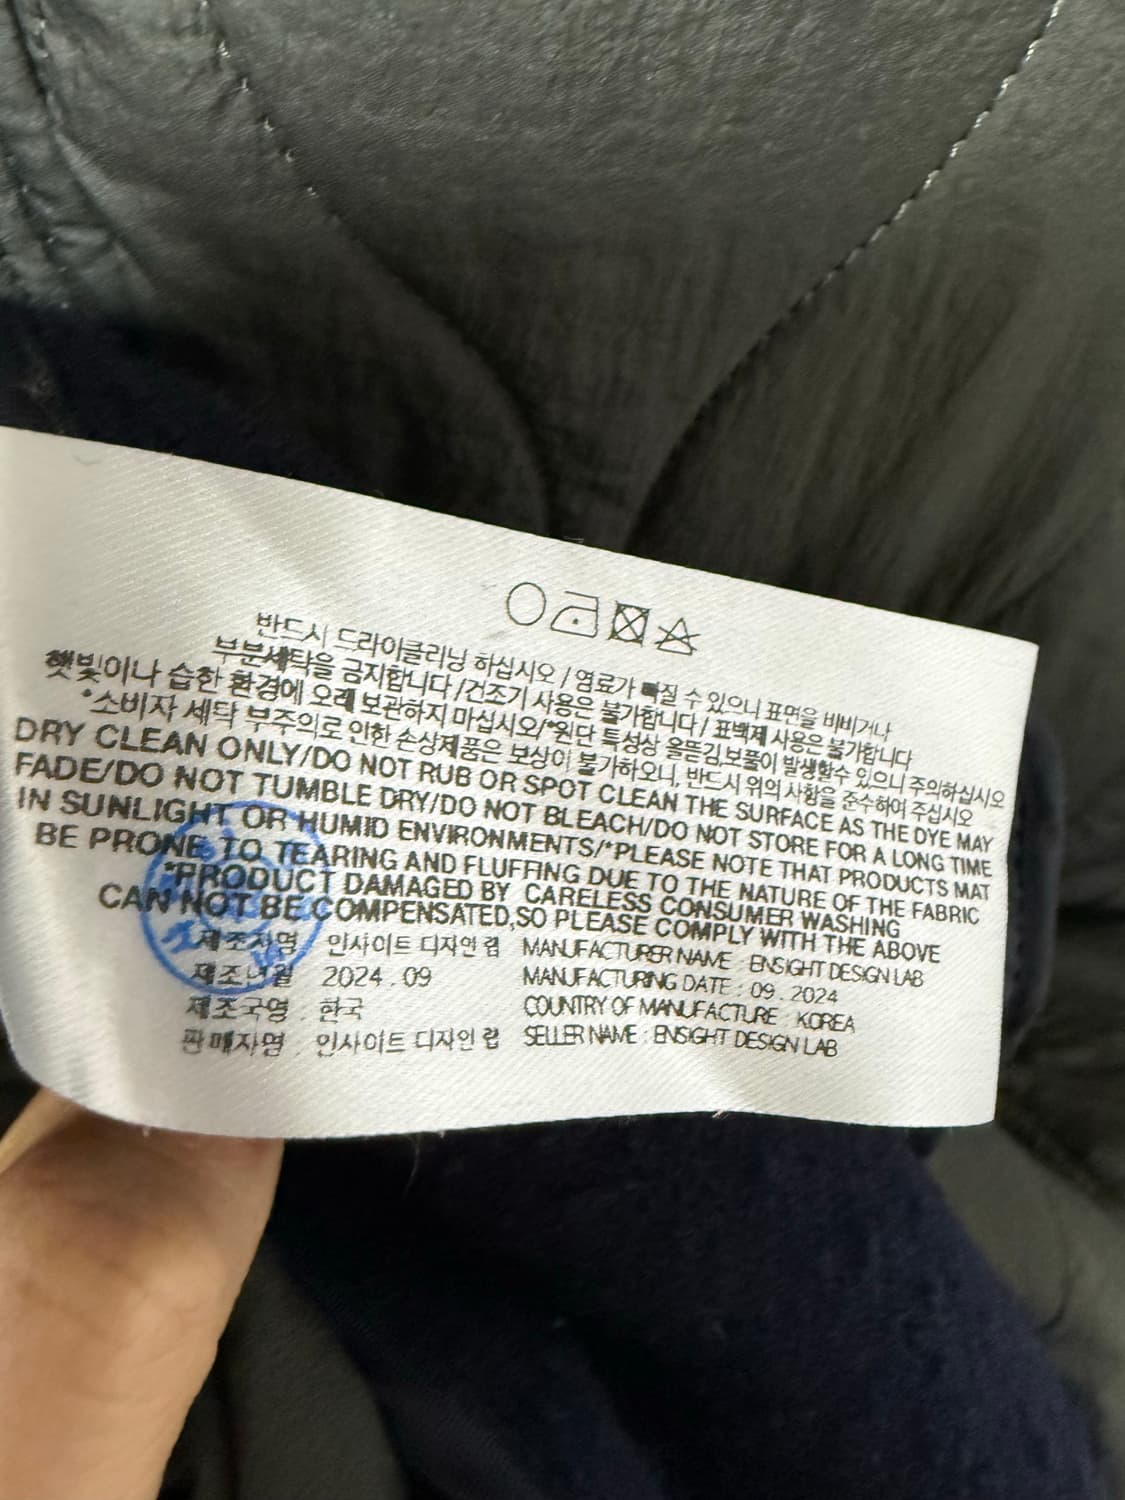 반드시 드라이클리닝 하십시오 / 염료가 빠질 수 있으니 표면을 비비거나
부분세탁을 금지합니다 /건조기 사용은 불가합니다 / 표백제 사용은 불가합니다
햇빛이나 습한 환경에 오래 보관하지 마십시오/*원단 특성상 올뜯김,보풀이 발생할수 있으니 주의하십시오
*소비자 세탁 부주의로 인한 손상제품은 보상이 불가하오니, 반드시 위의 사항을 준수하여 주십시오
DRY CLEAN ONLY/DO NOT RUB OR SPOT CLEAN THE SURFACE AS THE DYE MAY
FADE/DO NOT TUMBLE DRY/DO NOT BLEACH/DO NOT STORE FOR A LONG TIME
IN SUNLIGHT OR HUMID ENVIRONMENTS/*PLEASE NOTE THAT PRODUCTS MAT
BE PRONE TO TEARING AND FLUFFING DUE TO THE NATURE OF THE FABRIC
*PRODUCT DAMAGED BY CARELESS CONSUMER WASHING
CAN NOT BE COMPENSATED,SO PLEASE COMPLY WITH THE ABOVE
제조자명 : 인사이트 디자인 랩 MANUFACTURER NAME : ENSIGHT DESIGN LAB
제조년월 : 2024 . 09 MANUFACTURING DATE : 09 . 2024
제조국명 : 한국 COUNTRY OF MANUFACTURE : KOREA
판매자명 : 인사이트 디자인 랩 SELLER NAME : ENSIGHT DESIGN LAB